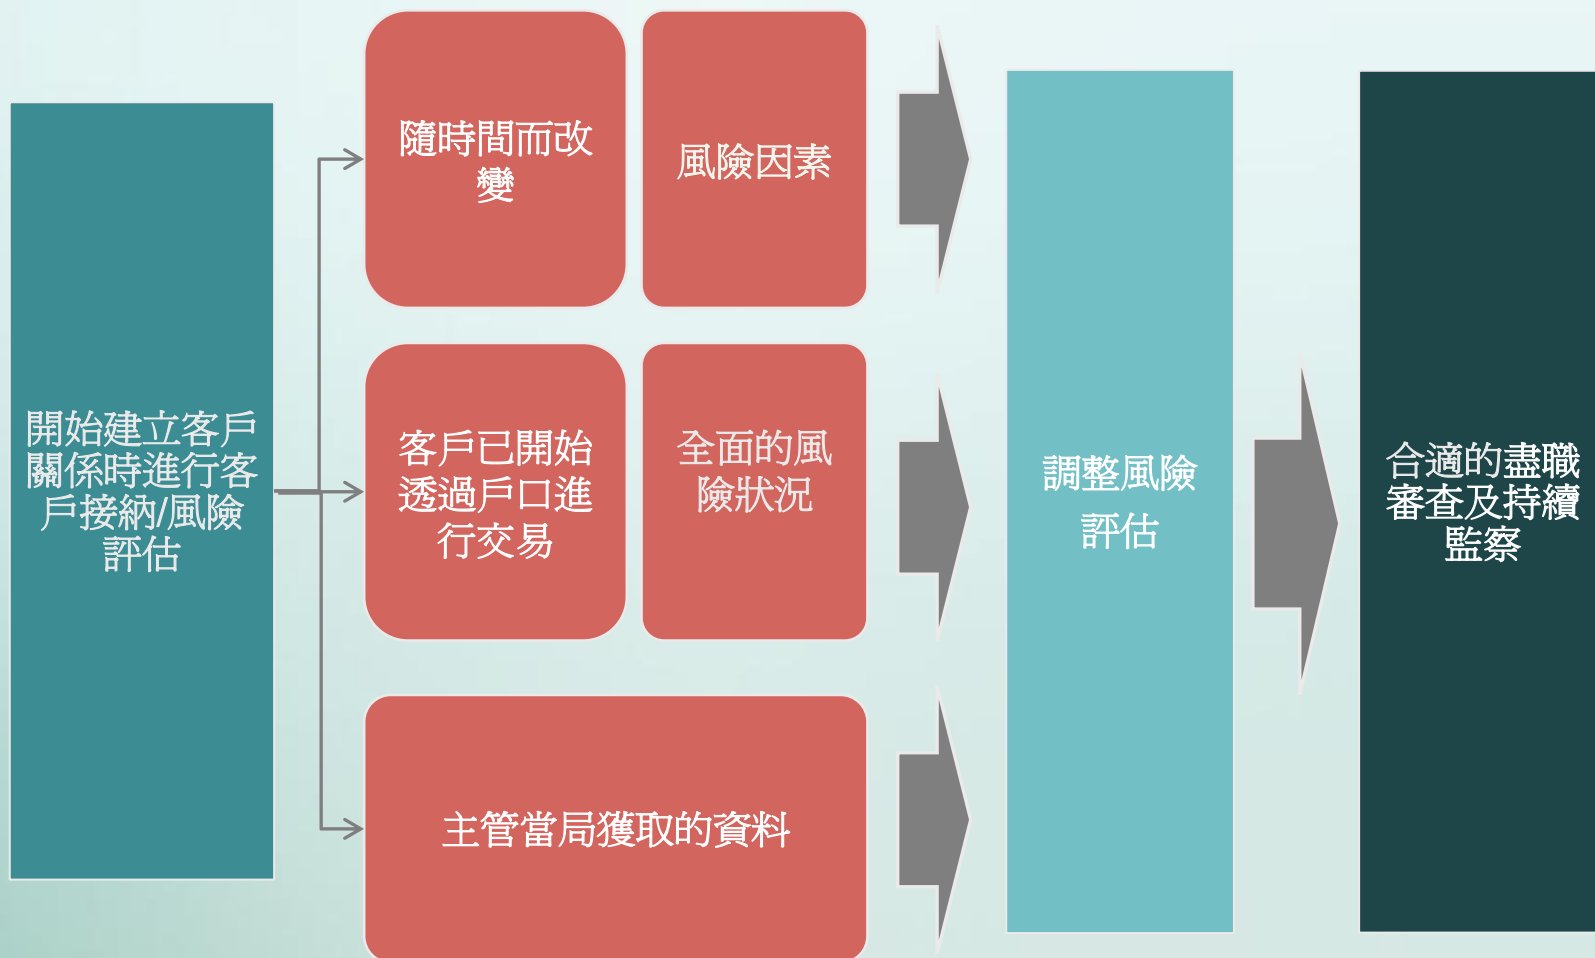 開始建立客戶
關係時進行客
戶接納/風險
評估
隨時間而改
變
風險因素
客戶已開始
透過戶口進
行交易
全面的風
險狀況
主管當局獲取的資料
調整風險
評估
合適的盡職
審查及持續
監察